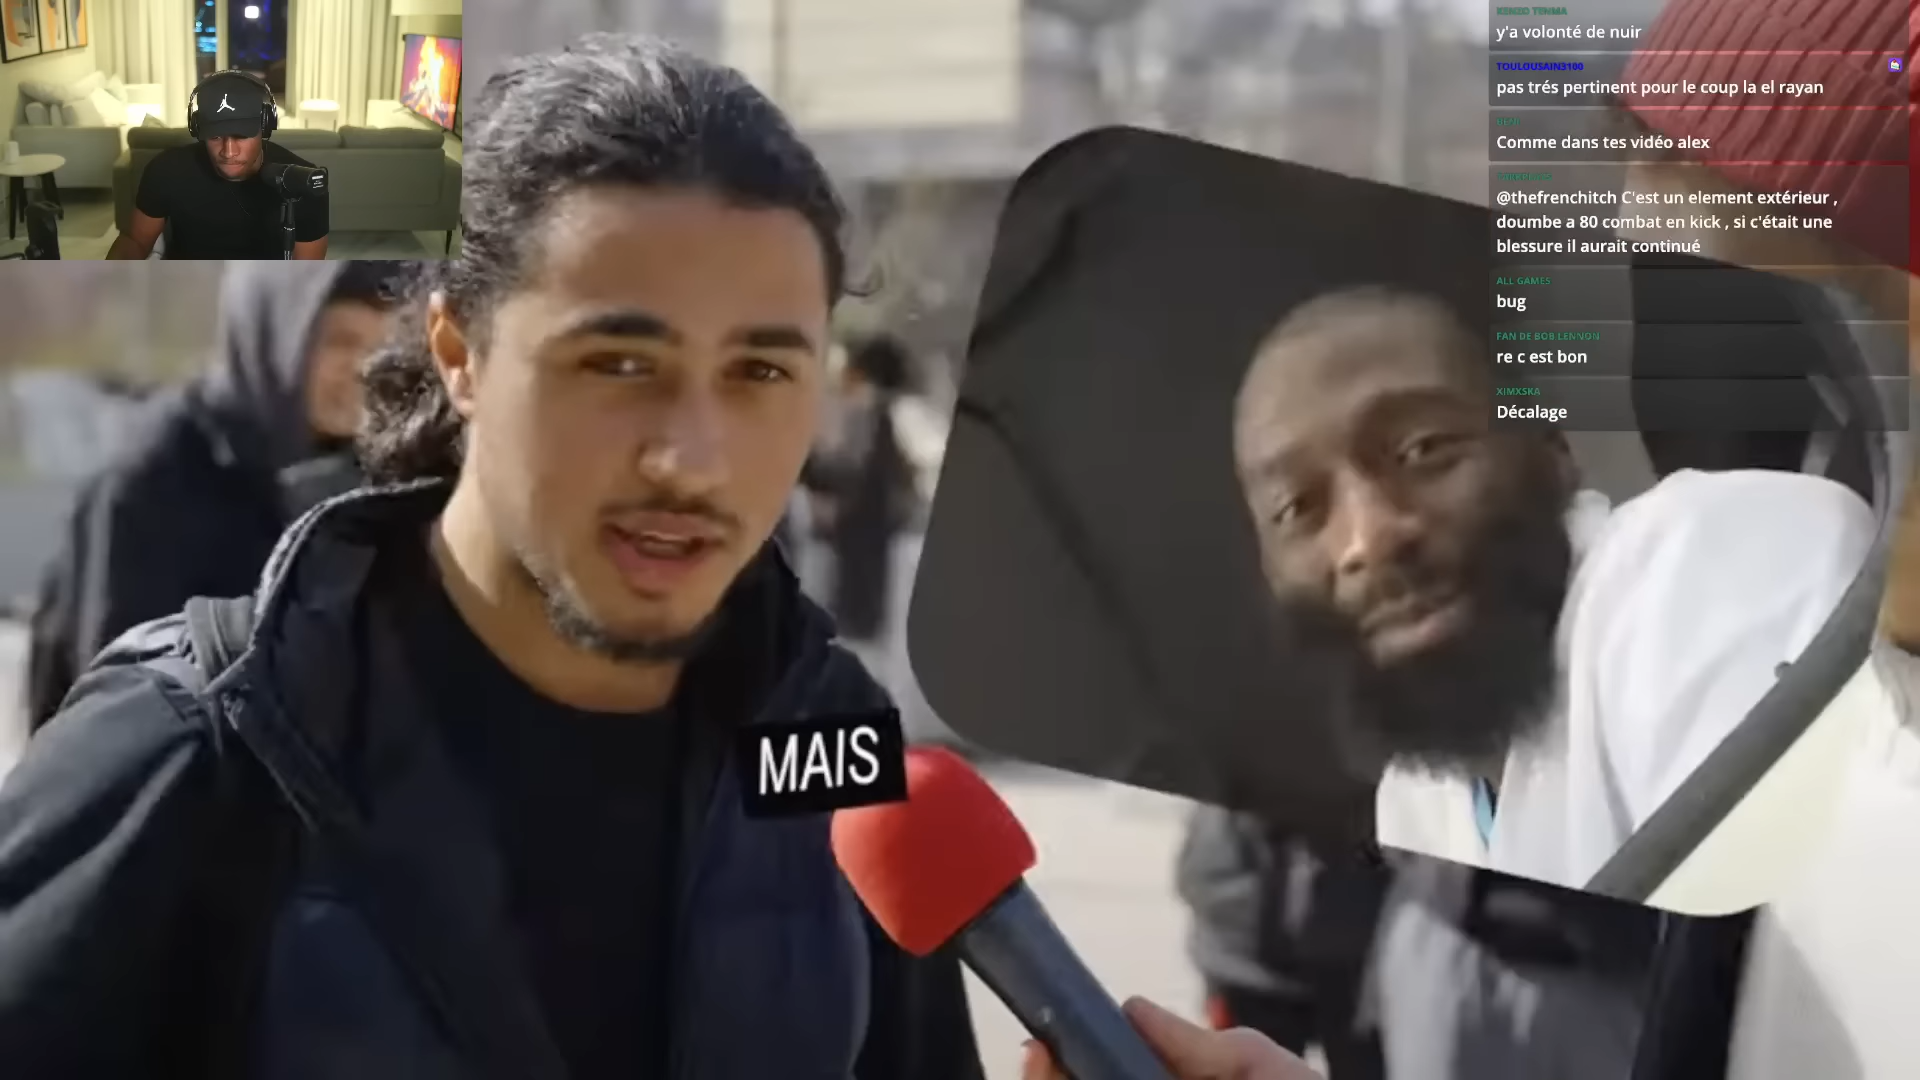 KENZO TENMA
y'a volonté de nuir
TOULOUSAIN3100
pas trés pertinent pour le coup la el rayan
Comme dans tes vidéo alex
@thefrenchitch C'est un element extérieur ,
doumbe a 80 combat en kick , si c'était une
blessure il aurait continué
ALL GAMES
bug
FAN DE BOB LENNON
re c est bon
XIMXSKA
Décalage
MAIS